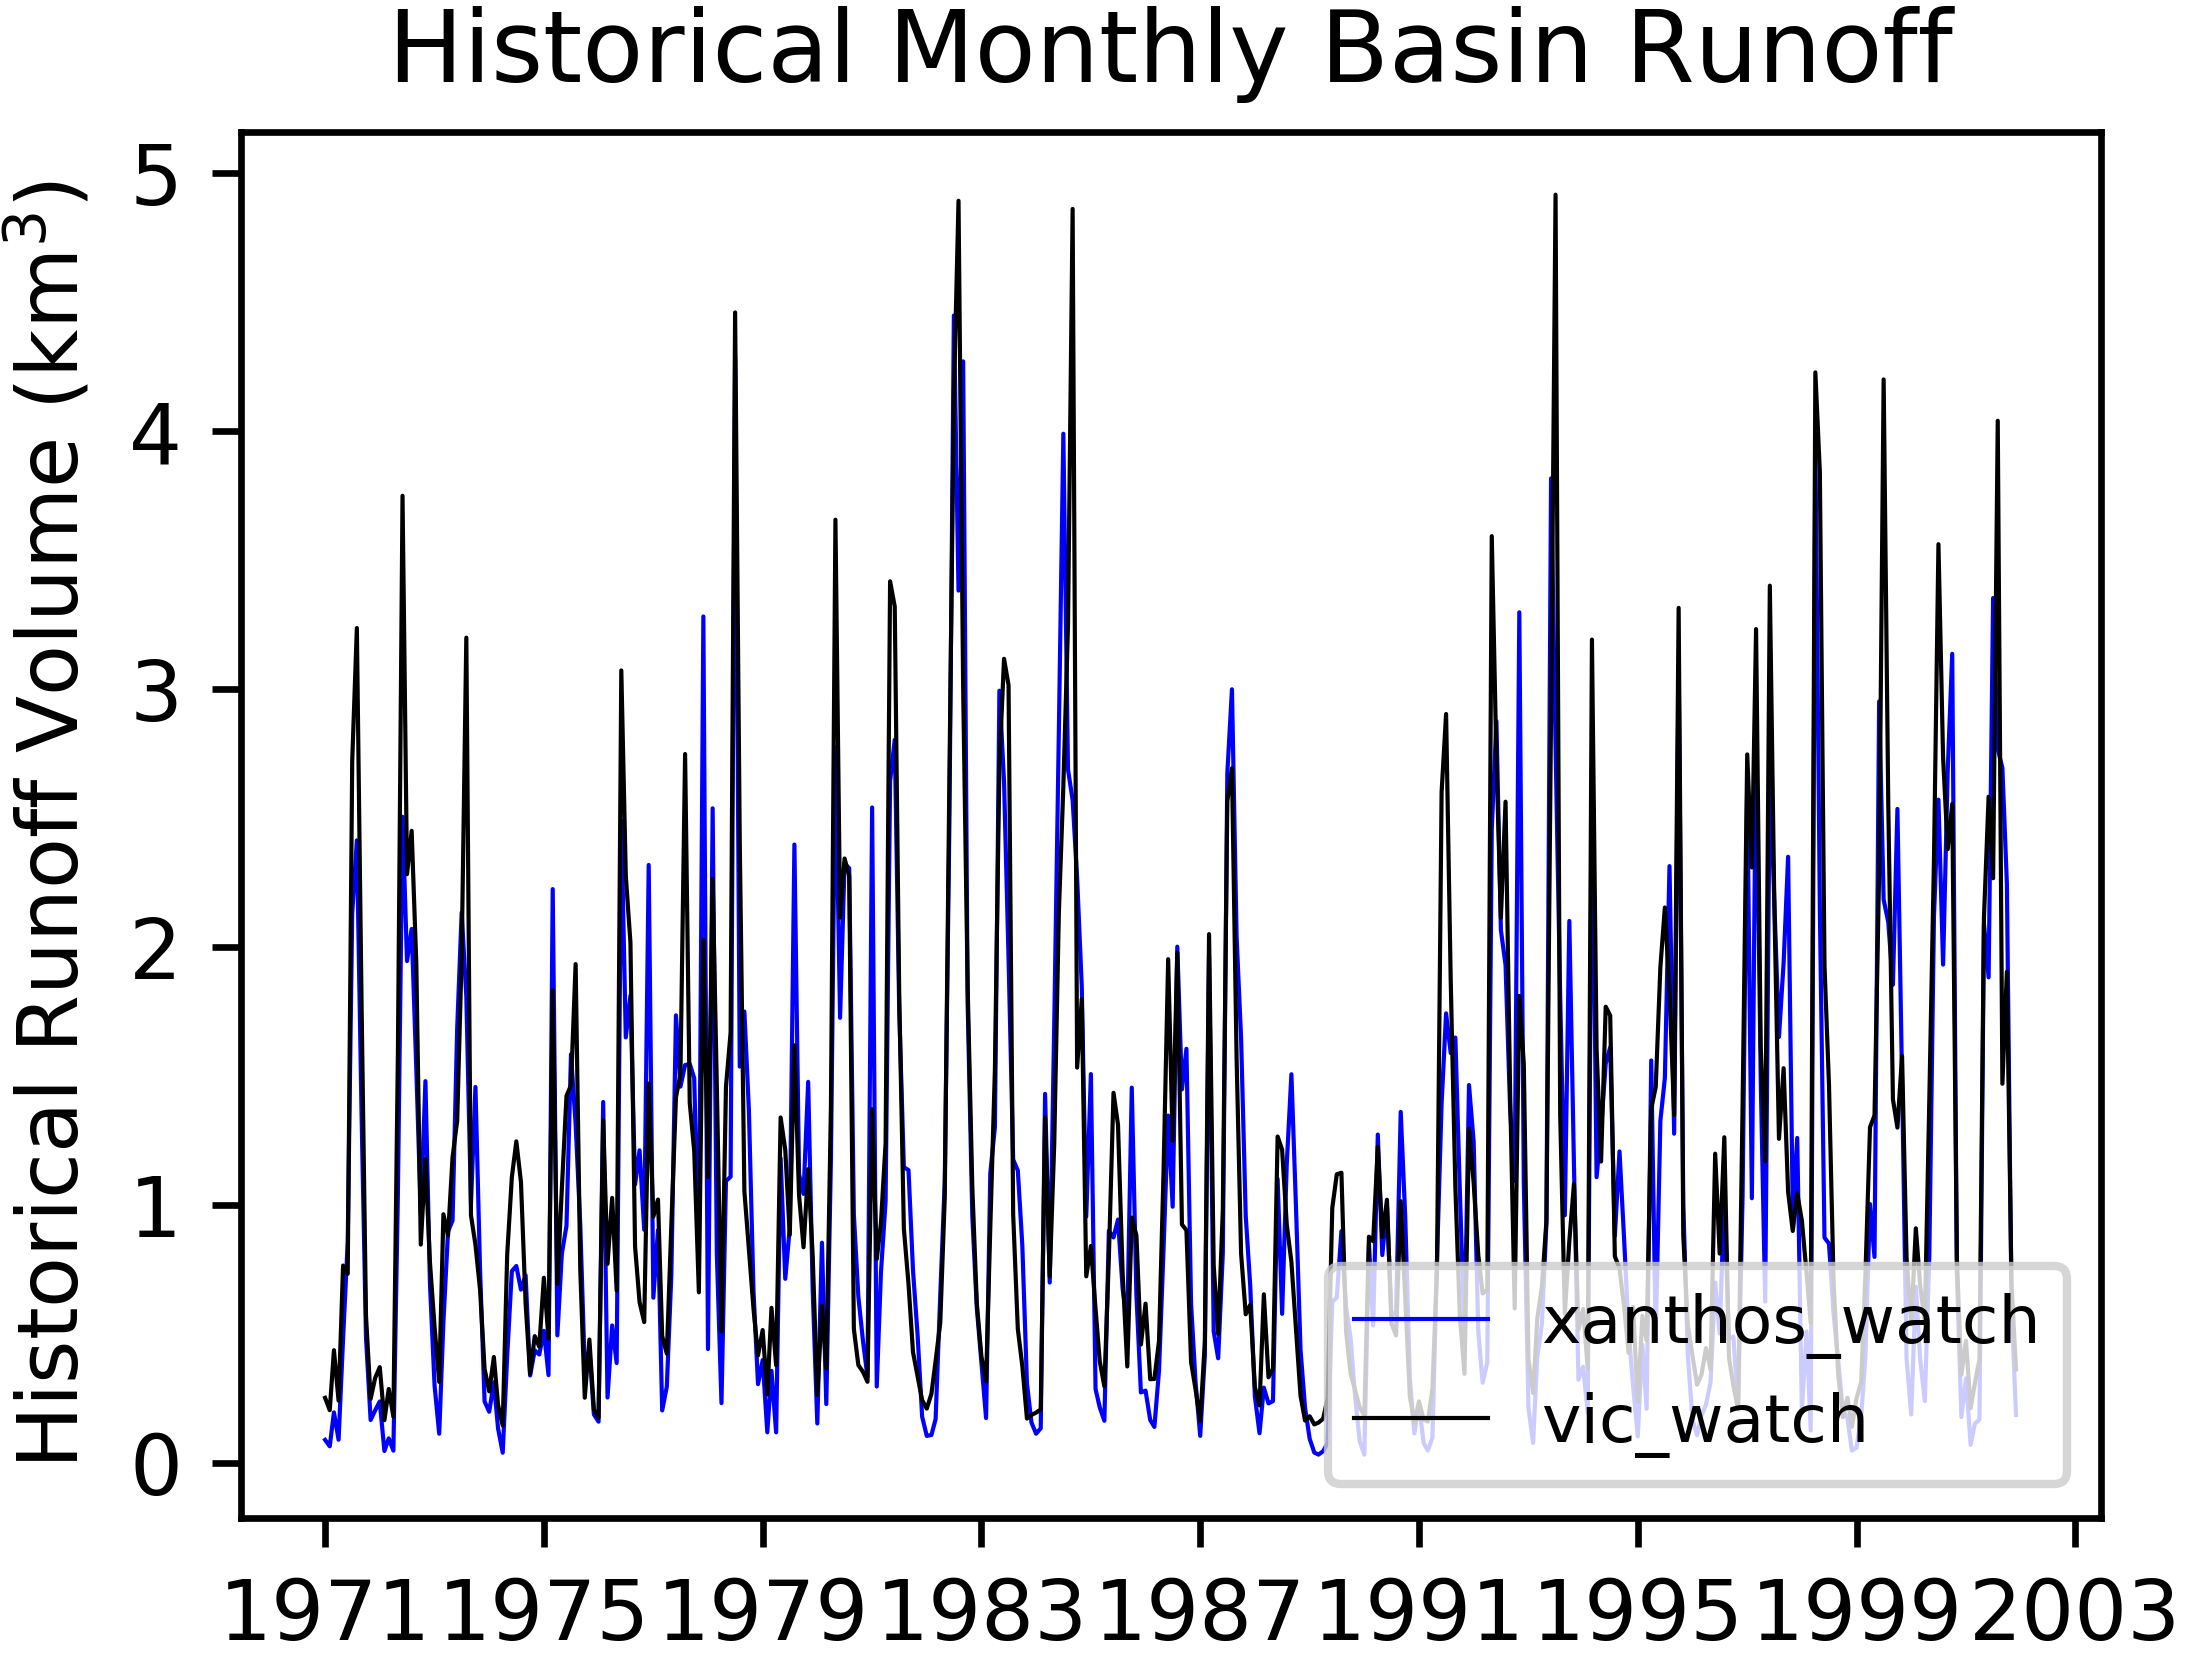 Historical Monthly Basin Runoff
Historical Runoff Volume (km³)
5
4
3
2
1
0
xanthos_watch
vic_watch
1971 1975 1979 1983 1987 1991 1995 1999 2003